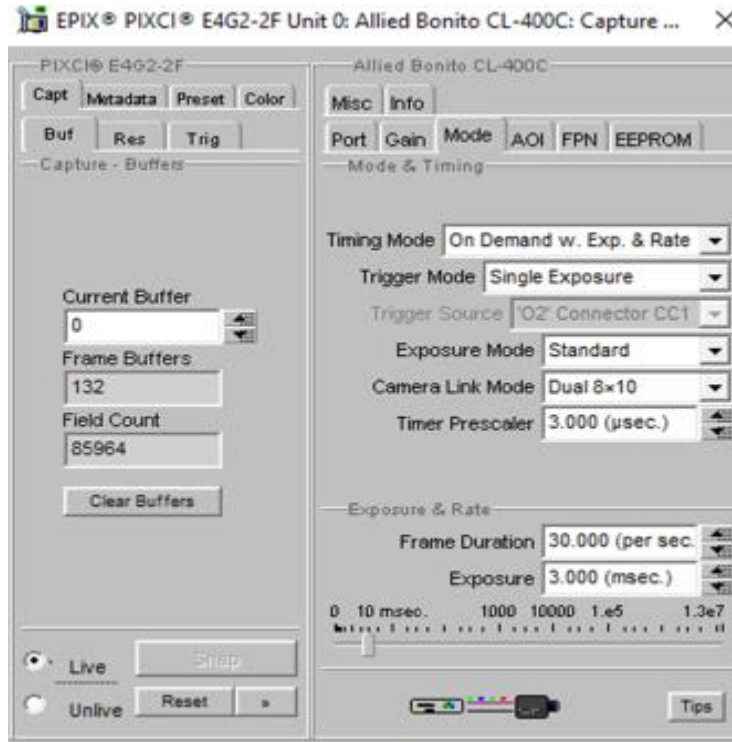 EPIX® PIXCI® E4G2-2F Unit 0: Allied Bonito CL-400C: Capture ...
PIXCI® E4G2-2F
Capt Metadata Preset Color
Buf Res Trig
Capture - Buffers
Current Buffer
0
Frame Buffers
132
Field Count
85964
Clear Buffers
Live Snap
Unlive Reset »
Allied Bonito CL-400C
Misc Info
Port Gain Mode AOI FPN EEPROM
Mode & Timing
Timing Mode On Demand w. Exp. & Rate
Trigger Mode Single Exposure
Trigger Source 'O2' Connector CC1
Exposure Mode Standard
Camera Link Mode Dual 8×10
Timer Prescaler 3.000 (µsec.)
Exposure & Rate
Frame Duration 30.000 (per sec.
Exposure 3.000 (msec.)
0 10 msec. 1000 10000 1.e5 1.3e7
Tips